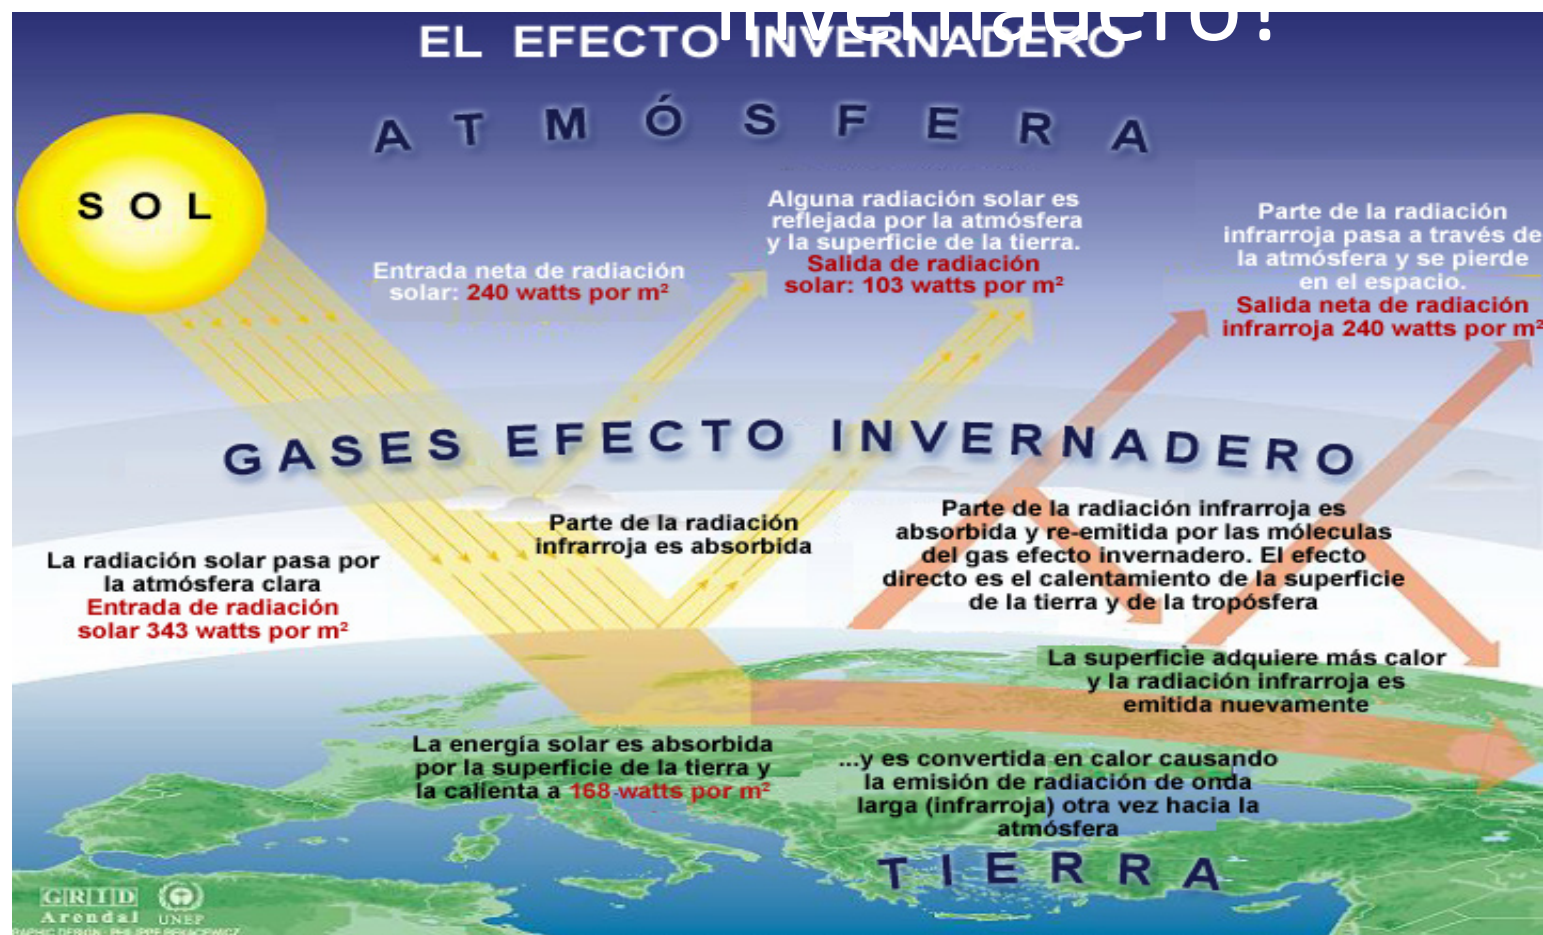 invernadero?
EL EFECTO INVERNADERO
ATMÓSFERA
SOL
Entrada neta de radiación
solar: 240 watts por m²
Alguna radiación solar es
reflejada por la atmósfera
y la superficie de la tierra.
Salida de radiación
solar: 103 watts por m²
Parte de la radiación
infrarroja pasa a través de
la atmósfera y se pierde
en el espacio.
Salida neta de radiación
infrarroja 240 watts por m²
GASES EFECTO INVERNADERO
La radiación solar pasa por
la atmósfera clara
Entrada de radiación
solar 343 watts por m²
Parte de la radiación
infrarroja es absorbida
Parte de la radiación infrarroja es
absorbida y re-emitida por las móleculas
del gas efecto invernadero. El efecto
directo es el calentamiento de la superficie
de la tierra y de la tropósfera
La superficie adquiere más calor
y la radiación infrarroja es
emitida nuevamente
La energía solar es absorbida
por la superficie de la tierra y
la calienta a 168 watts por m²
...y es convertida en calor causando
la emisión de radiación de onda
larga (infrarroja) otra vez hacia la
atmósfera
TIERRA
GRID
Arendal
UNEP
GRAPHIC DESIGN : PHILIPPE REKACEWICZ